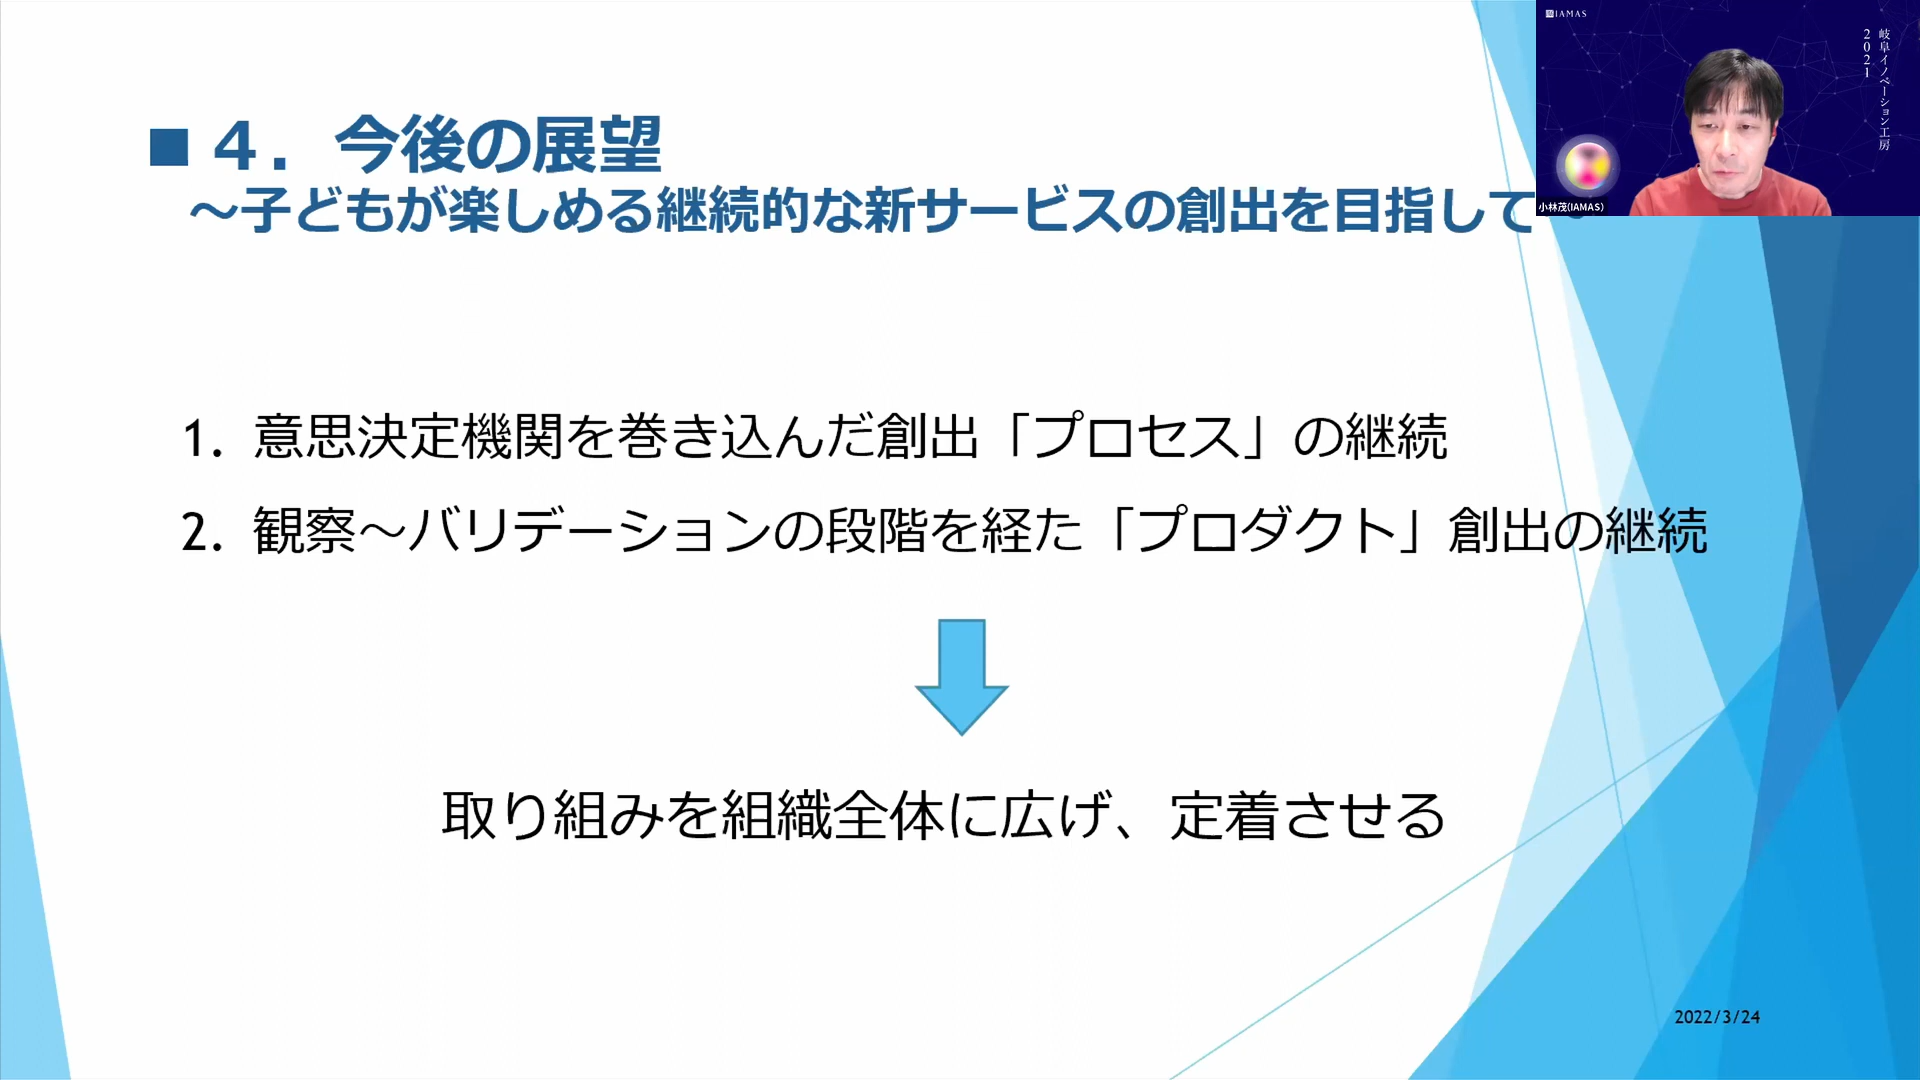 ■４．今後の展望
～子どもが楽しめる継続的な新サービスの創出を目指して
1. 意思決定機関を巻き込んだ創出「プロセス」の継続
2. 観察～バリデーションの段階を経た「プロダクト」創出の継続
取り組みを組織全体に広げ、定着させる
2022/3/24
IAMAS
岐阜イノベーション工房
2021
小林茂(IAMAS)